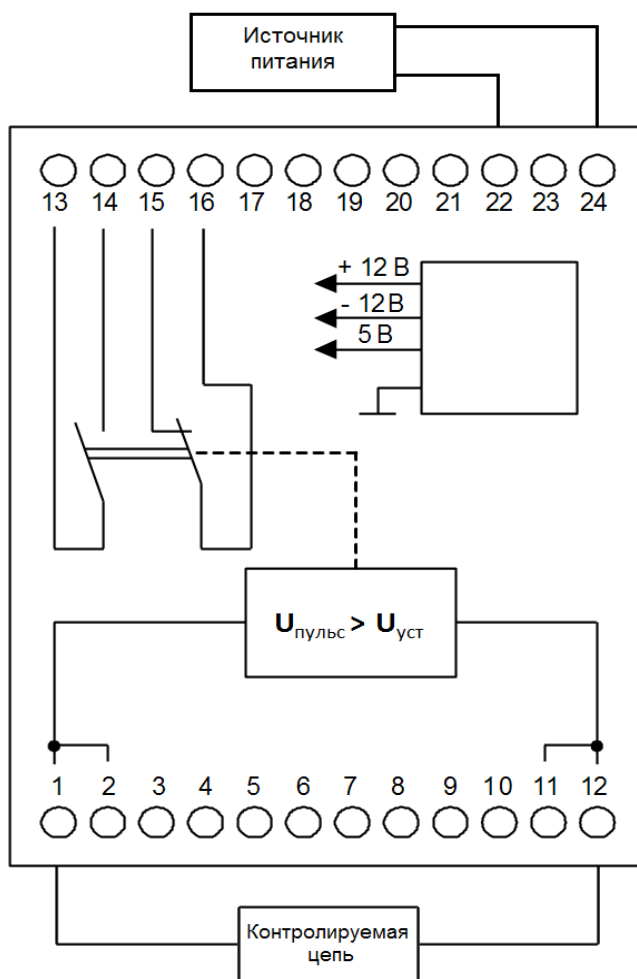 Источник
питания
13 14 15 16 17 18 19 20 21 22 23 24
+ 12 В
- 12 В
5 В
Uпульс > Uуст
1 2 3 4 5 6 7 8 9 10 11 12
Контролируемая
цепь